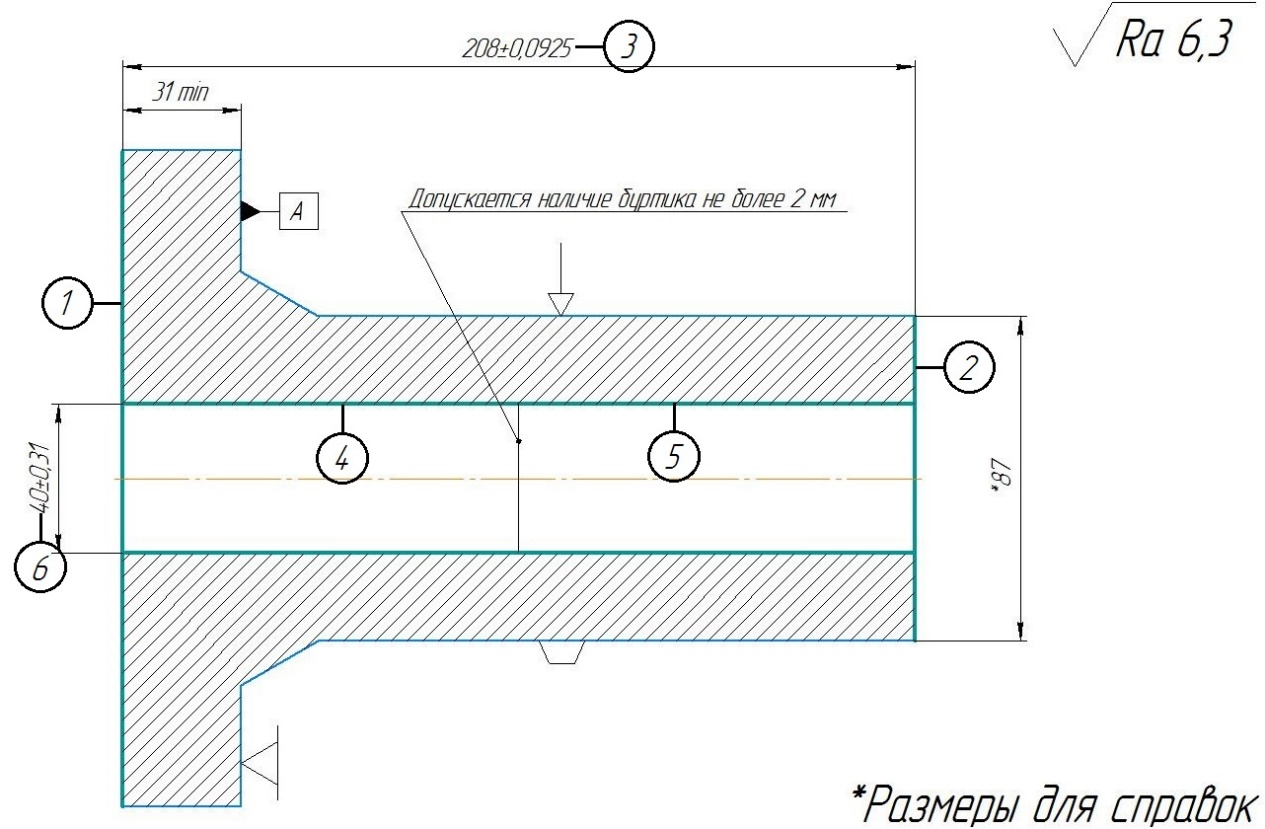 208±0,0925
3
Ra 6,3
31 min
A
Допускается наличие буртика не более 2 мм
1
2
4
5
40±0,31
6
*87
*Размеры для справок